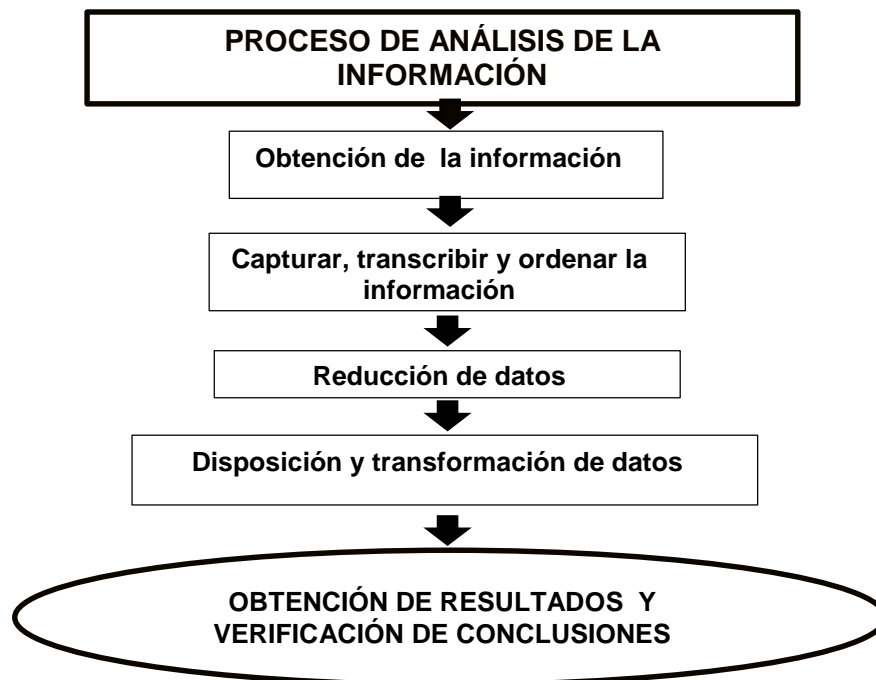 PROCESO DE ANÁLISIS DE LA
INFORMACIÓN
Obtención de la información
Capturar, transcribir y ordenar la
información
Reducción de datos
Disposición y transformación de datos
OBTENCIÓN DE RESULTADOS Y
VERIFICACIÓN DE CONCLUSIONES